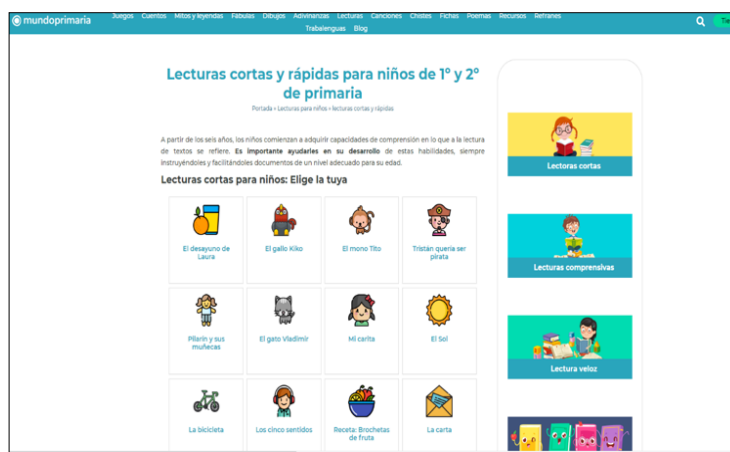 mundoprimaria
Juegos Cuentos Mitos y leyendas Fábulas Dibujos Adivinanzas Lecturas Canciones Chistes Fichas Poemas Recursos Refranes
Trabalenguas Blog
Lecturas cortas y rápidas para niños de 1º y 2º
de primaria
Portada » Lecturas para niños » lecturas cortas y rápidas
A partir de los seis años, los niños comienzan a adquirir capacidades de comprensión en lo que a la lectura
de textos se refiere. Es importante ayudarles en su desarrollo de estas habilidades, siempre
instruyéndoles y facilitándoles documentos de un nivel adecuado para su edad.
Lecturas cortas para niños: Elige la tuya
El desayuno de
Laura
El gallo Kiko
El mono Tito
Tristán quería ser
pirata
Pilarín y sus
muñecas
El gato Vladimir
Mi carita
El Sol
La bicicleta
Los cinco sentidos
Receta: Brochetas
de fruta
La carta
Lectoras cortas
Lecturas comprensivas
Lectura veloz